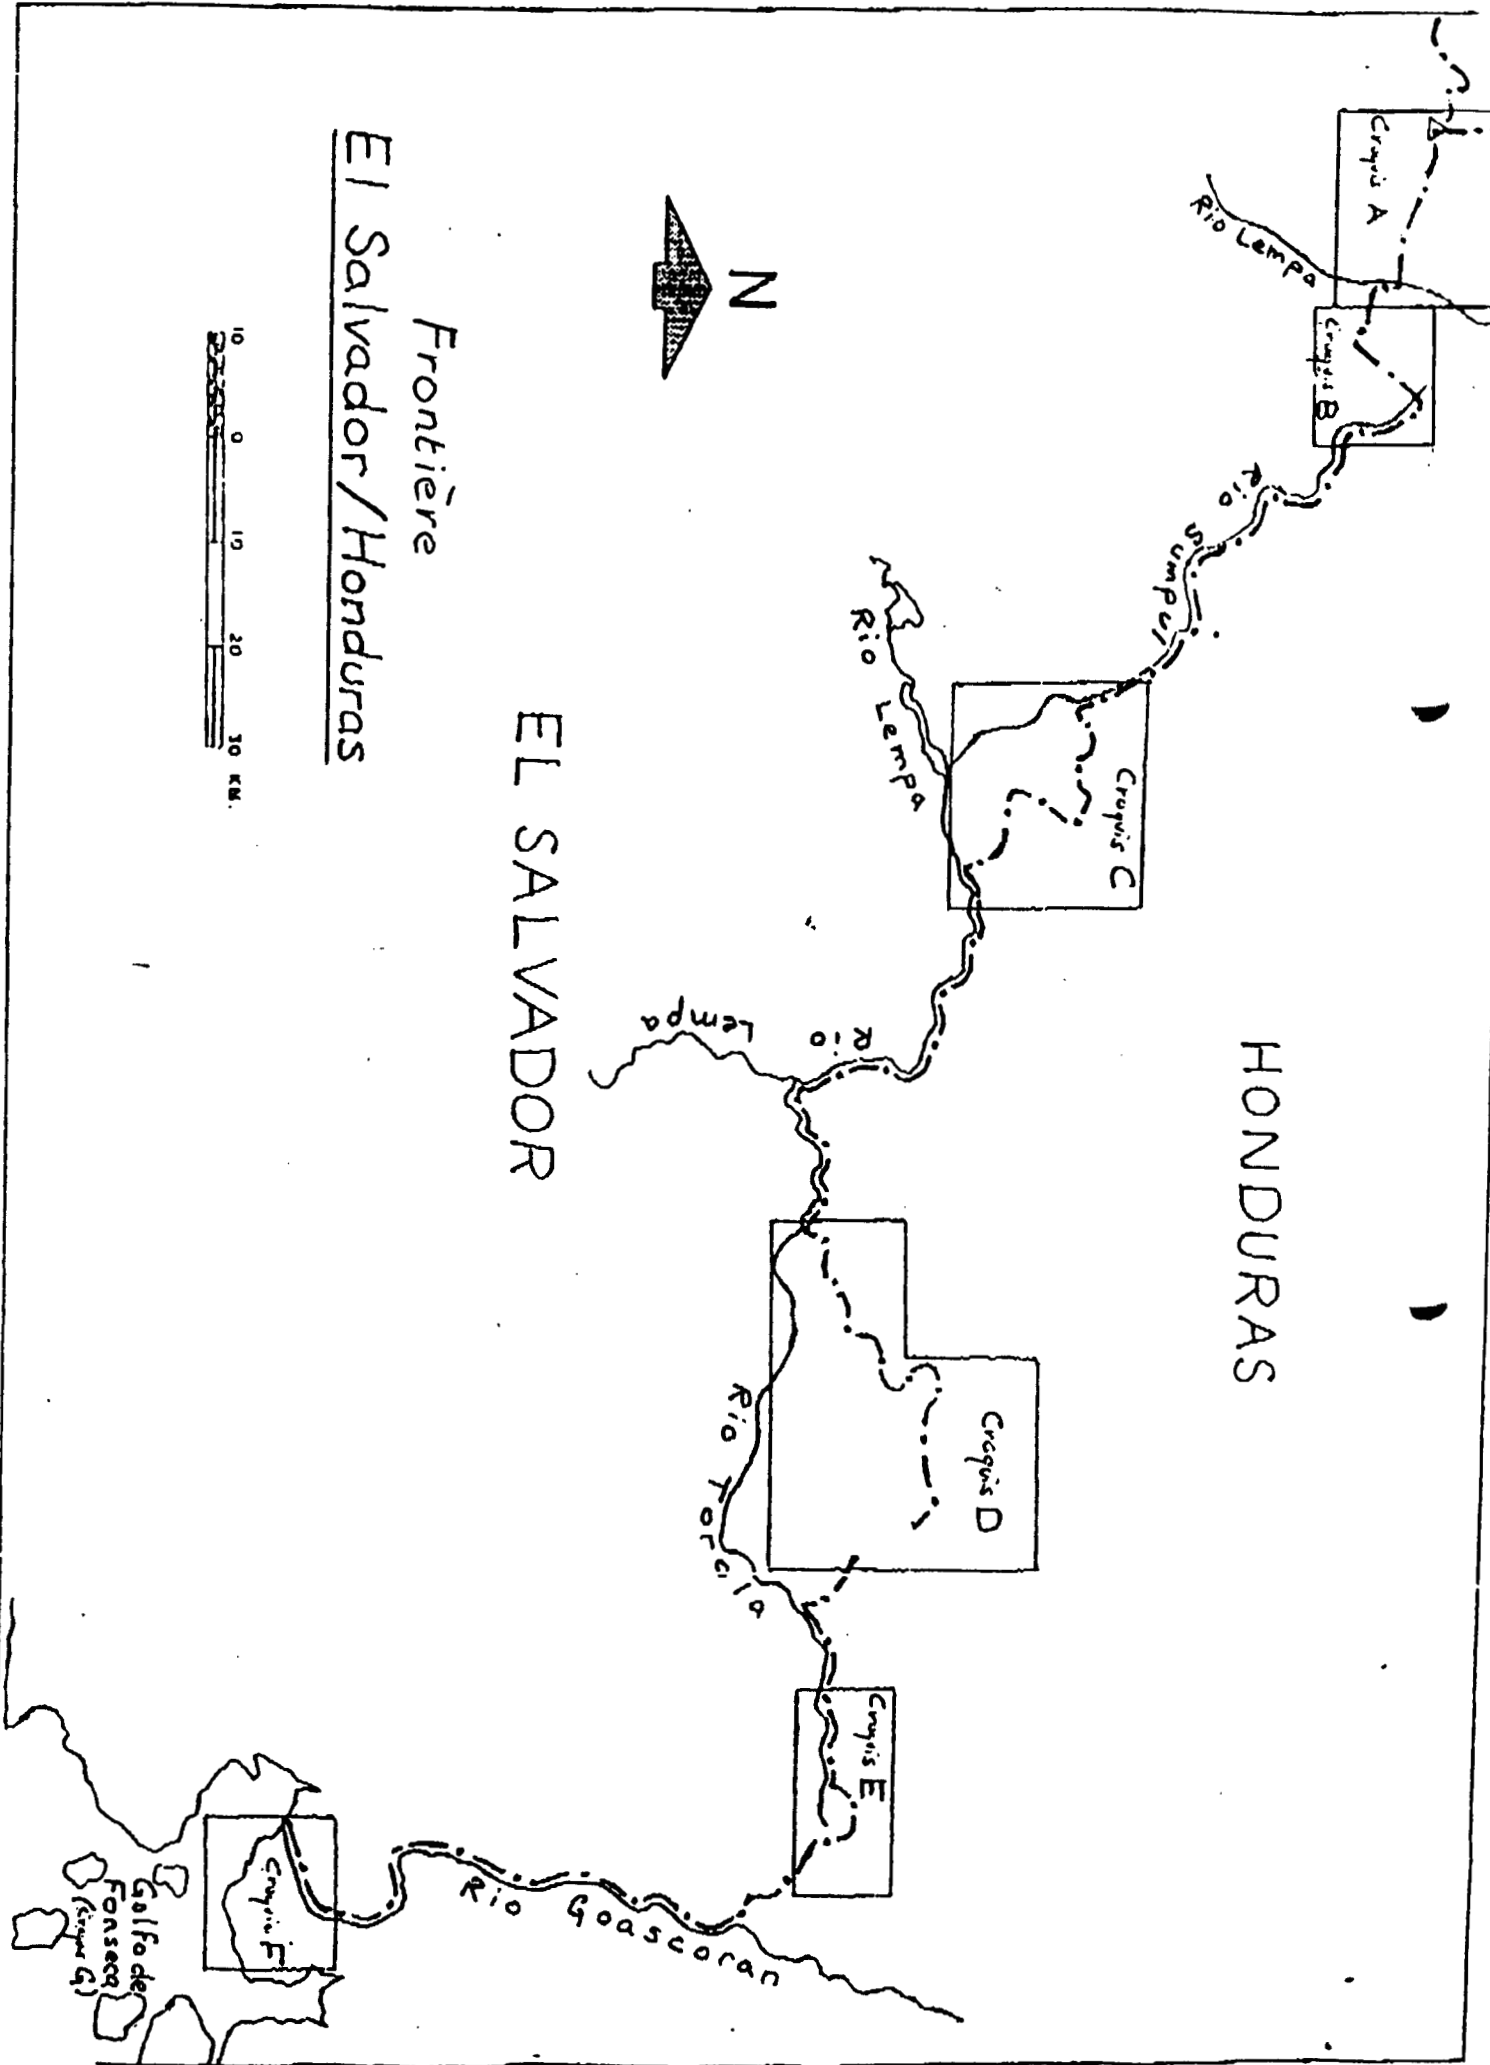 Croquis A
Rio Lempa
Croquis B
Rio Sumpul
N
HONDURAS
Rio Lempa
Croquis C
Frontière
El Salvador/Honduras
10 0 10 20 30 KM.
EL SALVADOR
Rio Lempa
Croquis D
Rio Torola
Croquis E
Rio Goascoran
Croquis F
Golfo de
Fonseca
(Croquis G)